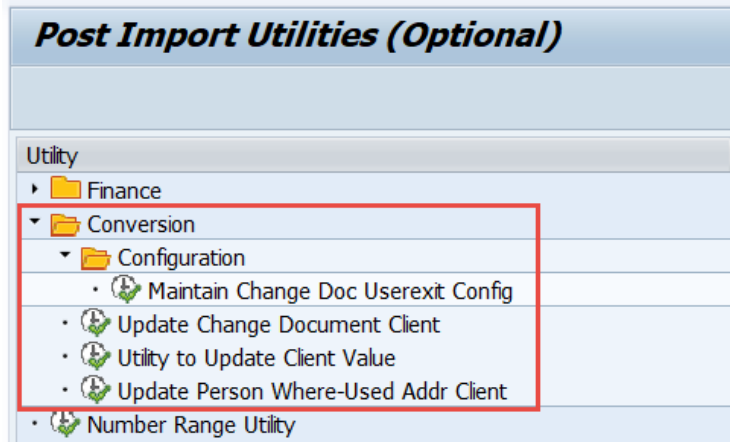 Post Import Utilities (Optional)
Utility
Finance
Conversion
Configuration
Maintain Change Doc Userexit Config
Update Change Document Client
Utility to Update Client Value
Update Person Where-Used Addr Client
Number Range Utility